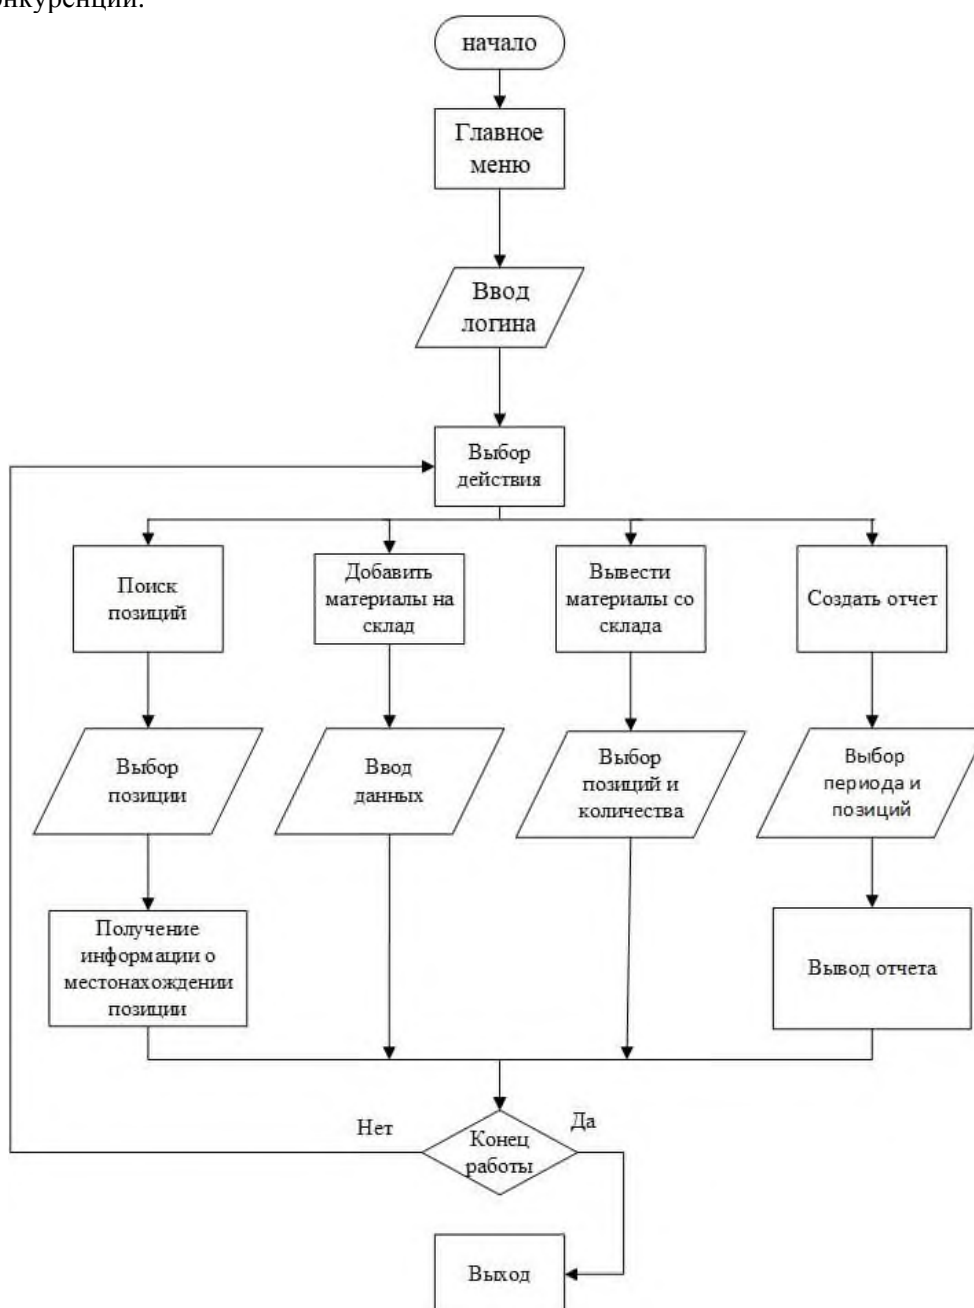 начало
Главное
меню
Ввод
логина
Выбор
действия
Поиск
позиций
Добавить
материалы на
склад
Вывести
материалы со
склада
Создать отчет
Выбор
позиции
Ввод
данных
Выбор
позиций и
количества
Выбор
периода и
позиций
Получение
информации о
местонахождении
позиции
Вывод отчета
Нет
Да
Конец
работы
Выход